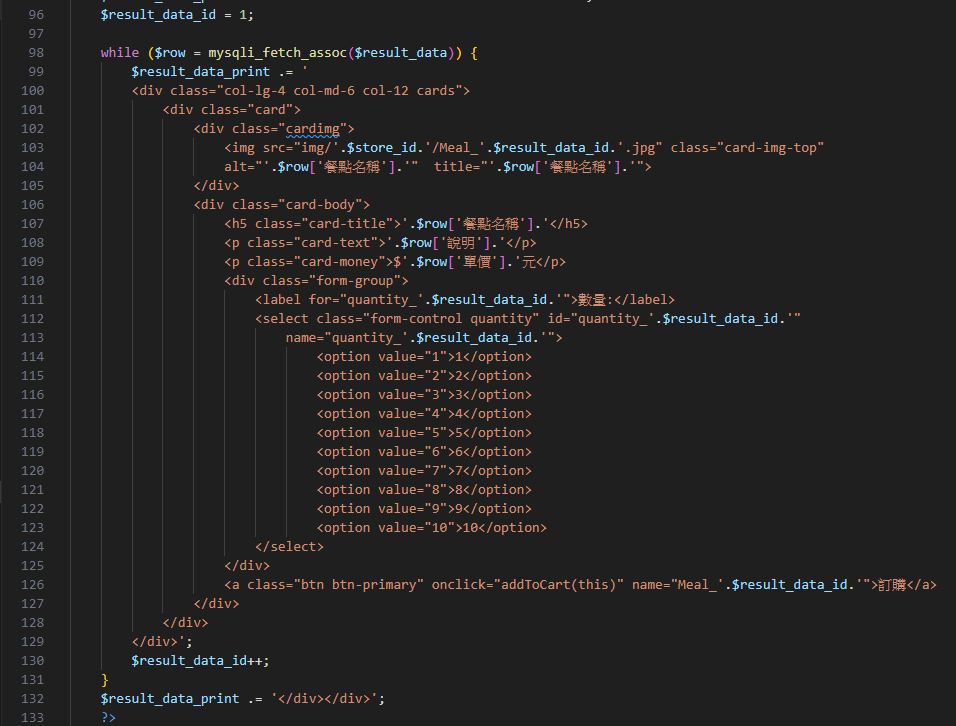 96 $result_data_id = 1;
97
98 while ($row = mysqli_fetch_assoc($result_data)) {
99 $result_data_print .= '
100 <div class="col-lg-4 col-md-6 col-12 cards">
101 <div class="card">
102 <div class="cardimg">
103 <img src="img/'.$store_id.'/Meal_'.$result_data_id.'.jpg" class="card-img-top"
104 alt="'.$row['餐點名稱'].'"  title="'.$row['餐點名稱'].'">
105 </div>
106 <div class="card-body">
107 <h5 class="card-title">'.$row['餐點名稱'].'</h5>
108 <p class="card-text">'.$row['說明'].'</p>
109 <p class="card-money">$'.$row['單價'].'元</p>
110 <div class="form-group">
111 <label for="quantity_'.$result_data_id.'">數量:</label>
112 <select class="form-control quantity" id="quantity_'.$result_data_id.'"
113 name="quantity_'.$result_data_id.'">
114 <option value="1">1</option>
115 <option value="2">2</option>
116 <option value="3">3</option>
117 <option value="4">4</option>
118 <option value="5">5</option>
119 <option value="6">6</option>
120 <option value="7">7</option>
121 <option value="8">8</option>
122 <option value="9">9</option>
123 <option value="10">10</option>
124 </select>
125 </div>
126 <a class="btn btn-primary" onclick="addToCart(this)" name="Meal_'.$result_data_id.'">訂購</a>
127 </div>
128 </div>
129 </div>';
130 $result_data_id++;
131 }
132 $result_data_print .= '</div></div>';
133 ?>